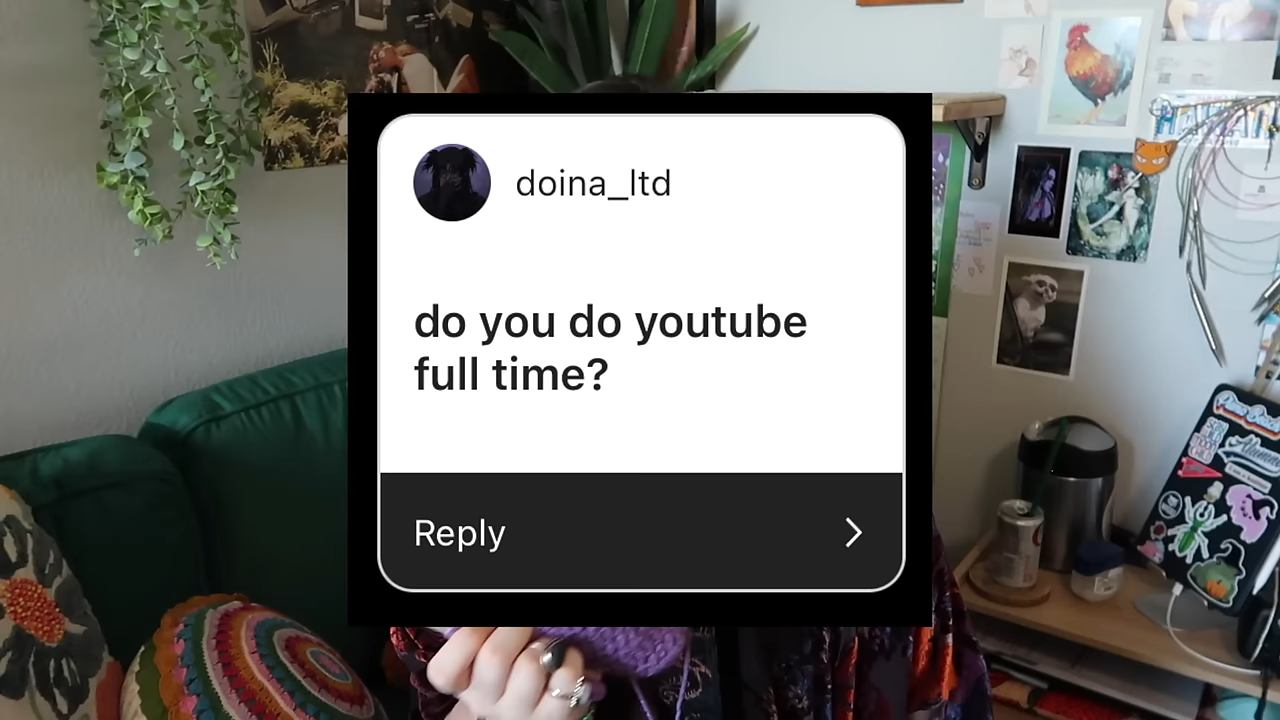 doina_ltd
do you do youtube
full time?
Reply